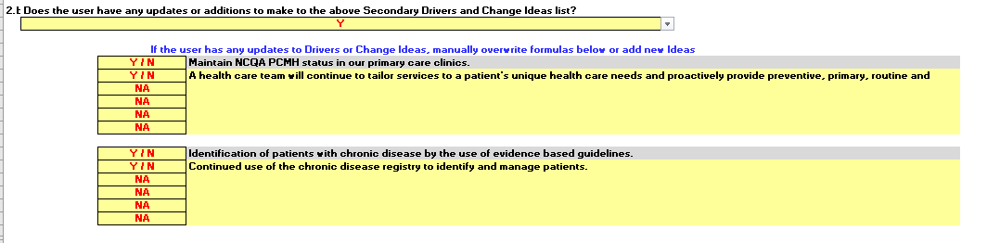 2.f: Does the user have any updates or additions to make to the above Secondary Drivers and Change Ideas list?
Y
If the user has any updates to Drivers or Change Ideas, manually overwrite formulas below or add new Ideas
Y / N Maintain NCQA PCMH status in our primary care clinics.
Y / N A health care team will continue to tailor services to a patient's unique health care needs and proactively provide preventive, primary, routine and
NA
NA
NA
NA
Y / N Identification of patients with chronic disease by the use of evidence based guidelines.
Y / N Continued use of the chronic disease registry to identify and manage patients.
NA
NA
NA
NA